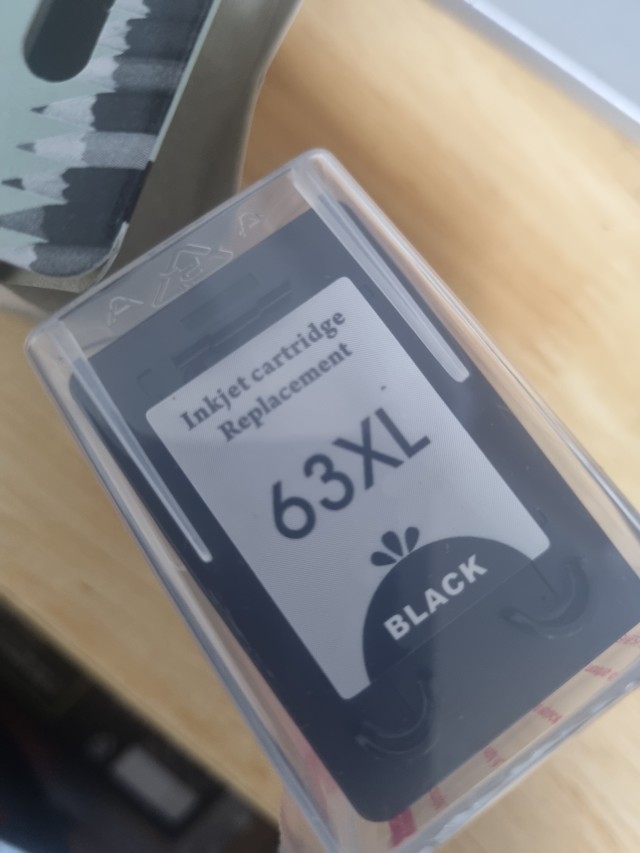 Inkjet cartridge
Replacement
63XL
BLACK